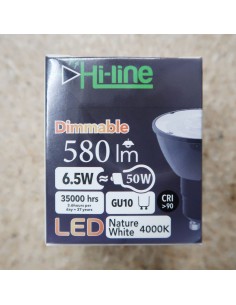 Hi-line
Dimmable
580 lm
6.5W ≈ 50W
35000 hrs
GU10
CRI
>90
LED
Nature
White 4000K